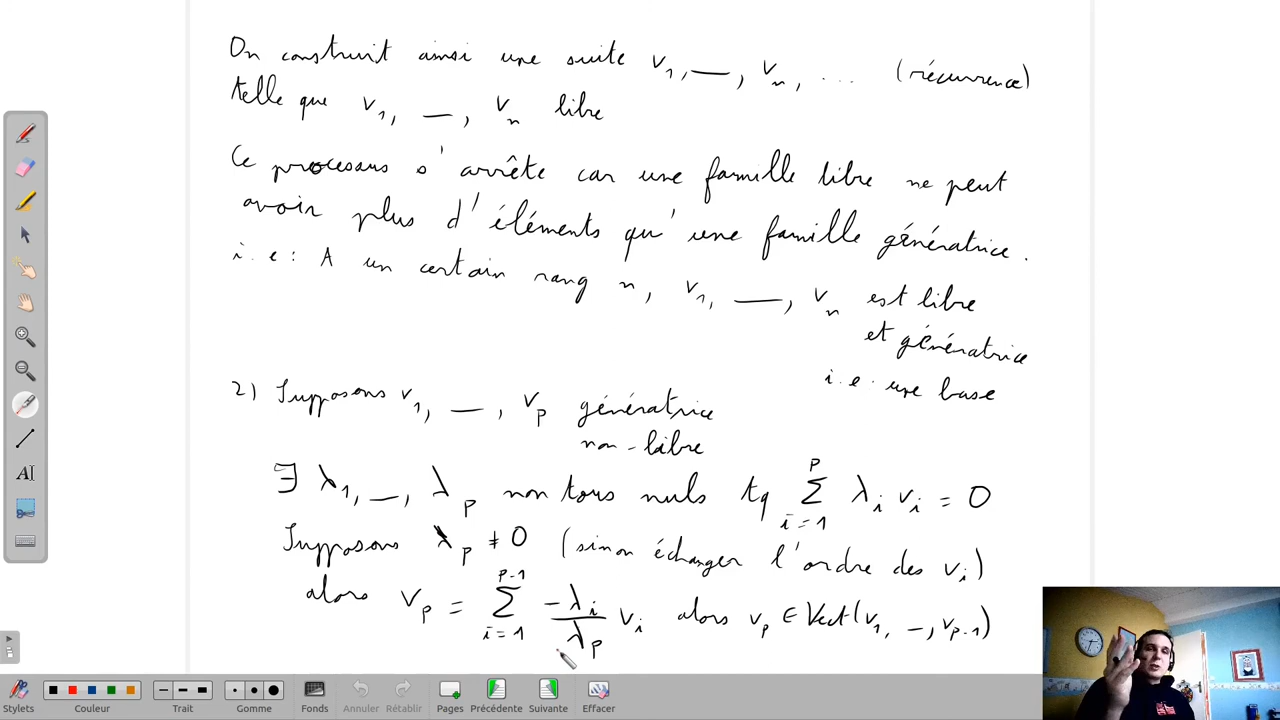 On construit ainsi une suite v1, —, vn, ... (récurrence)
telle que v1, —, vn libre
Ce processus s'arrête car une famille libre ne peut
avoir plus d'éléments qu'une famille génératrice.
i.e: A un certain rang n, v1, —, vn est libre
et génératrice
i.e. une base
2) Supposons v1, —, vp génératrice
non-libre
∃ λ1, —, λp non tous nuls tq Σ_{i=1}^{p} λi vi = 0
Supposons λp ≠ 0 (sinon échanger l'ordre des vi)
alors vp = Σ_{i=1}^{p-1} -λi/λp vi alors vp ∈ Vect(v1, —, vp-1)
Stylets Couleur Trait Gomme Fonds Annuler Rétablir Pages Précédente Suivante Effacer